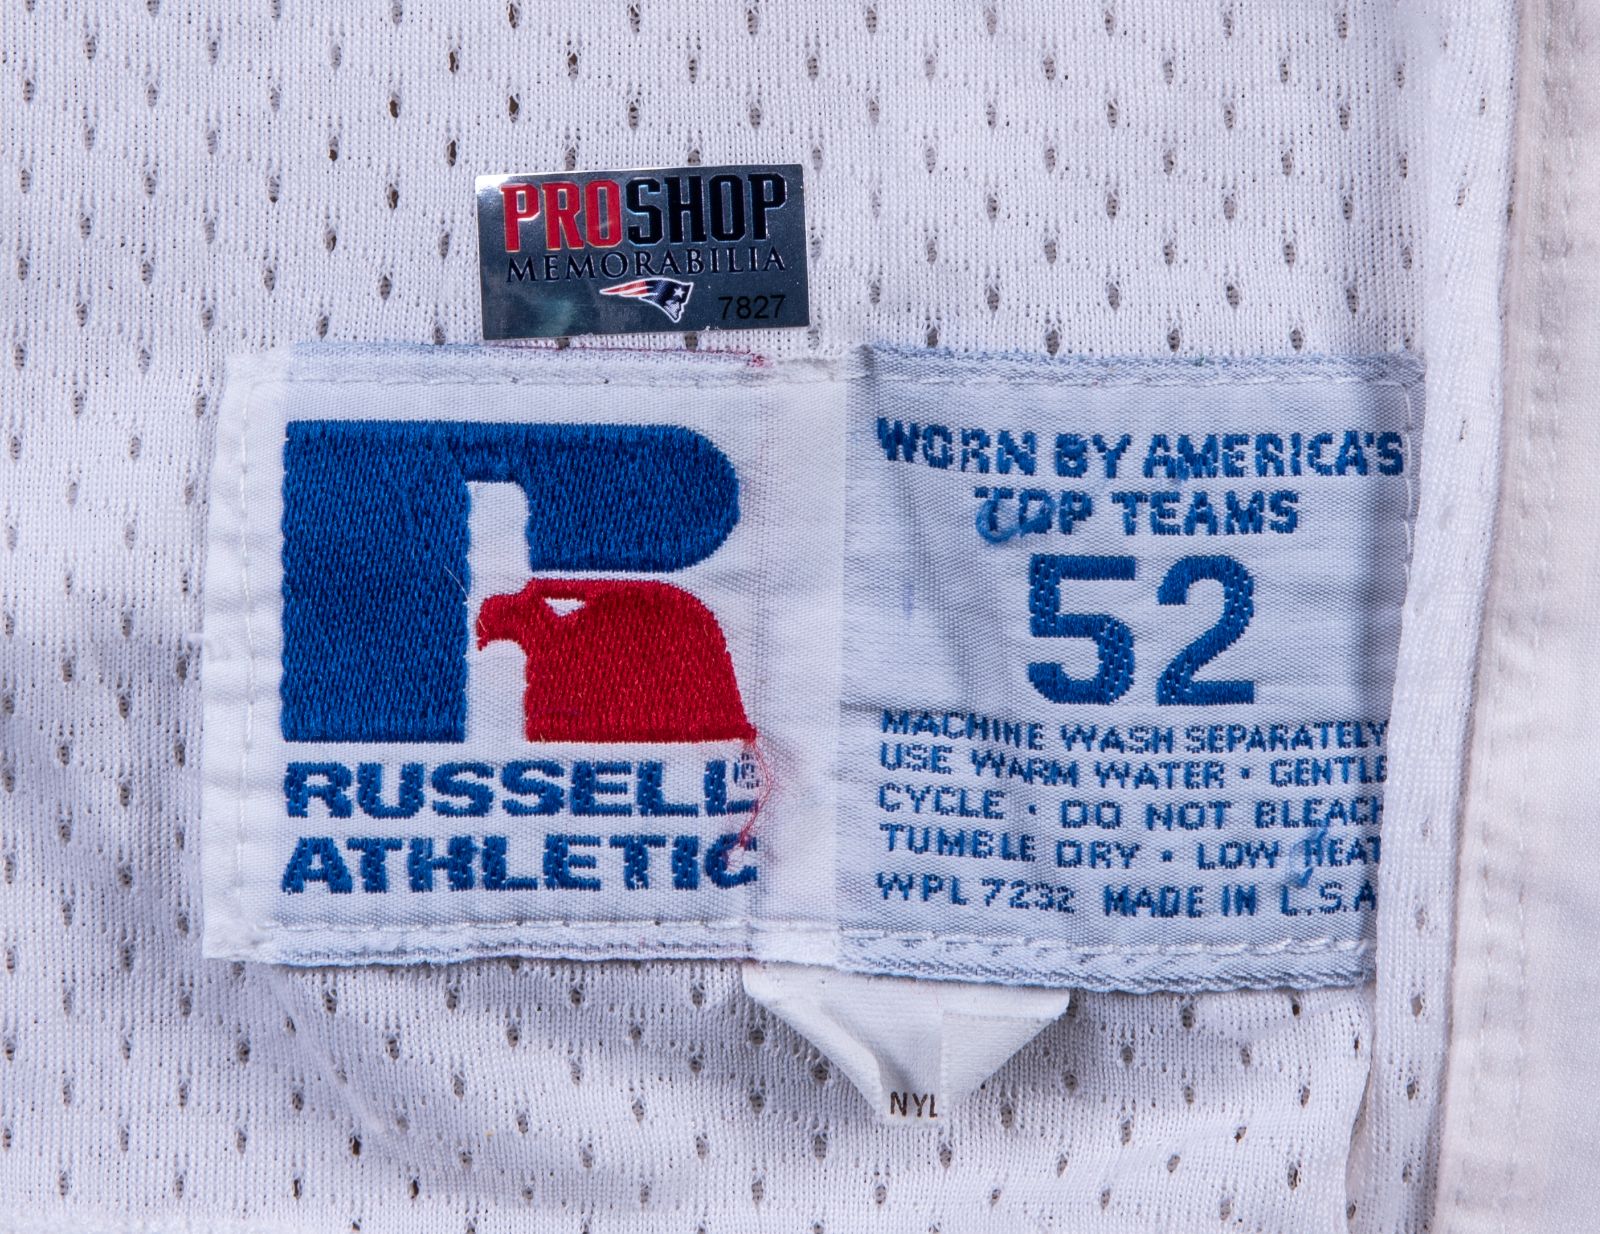 PROSHOP
MEMORABILIA
7827
RUSSELL
ATHLETIC
WORN BY AMERICA'S
TOP TEAMS
52
MACHINE WASH SEPARATELY
USE WARM WATER • GENTLE
CYCLE • DO NOT BLEACH
TUMBLE DRY • LOW HEAT
WPL 7232 MADE IN U.S.A
NYL